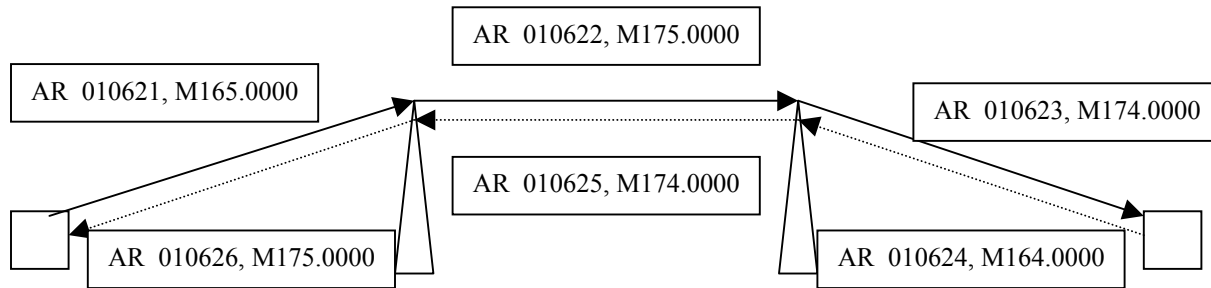 AR 010622, M175.0000
AR 010621, M165.0000
AR 010623, M174.0000
AR 010625, M174.0000
AR 010626, M175.0000
AR 010624, M164.0000